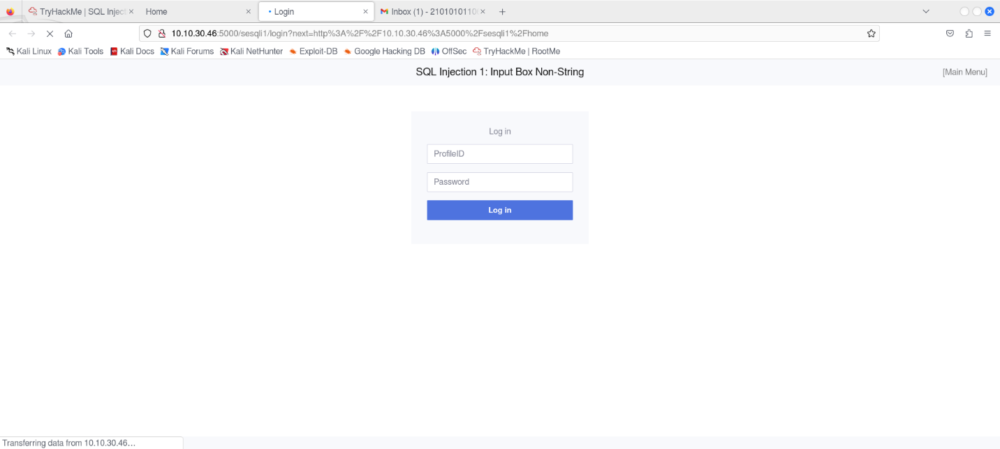 TryHackMe | SQL Inject Home Login Inbox (1) - 2101010110
10.10.30.46:5000/sesqli1/login?next=http%3A%2F%2F10.10.30.46%3A5000%2Fsesqli1%2Fhome
Kali Linux Kali Tools Kali Docs Kali Forums Kali NetHunter Exploit-DB Google Hacking DB OffSec TryHackMe | RootMe
SQL Injection 1: Input Box Non-String [Main Menu]
Log in
ProfileID
Password
Log in
Transferring data from 10.10.30.46…